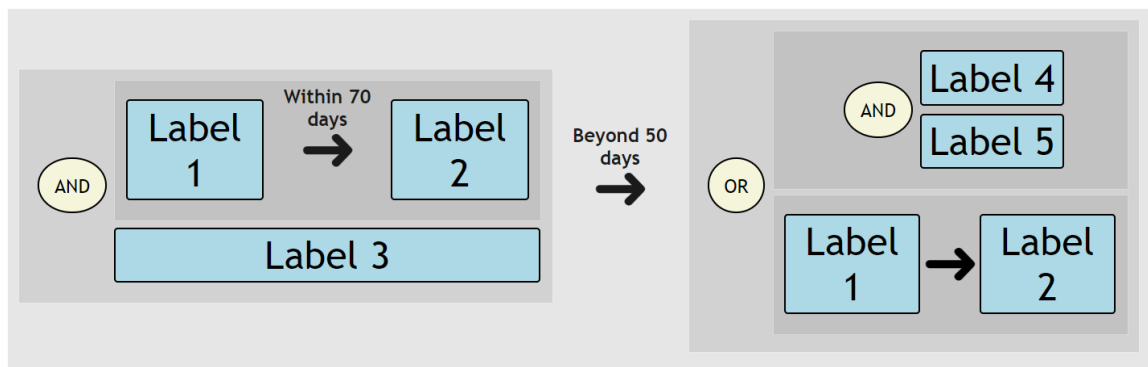 AND
Label
1
Within 70
days
Label
2
Label 3
Beyond 50
days
OR
AND
Label 4
Label 5
Label
1
Label
2